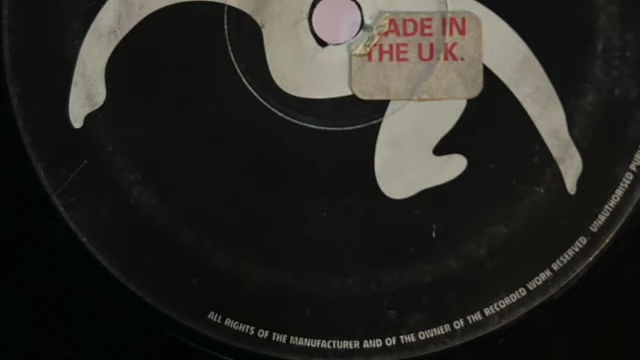 ADE IN
THE U.K.
ALL RIGHTS OF THE MANUFACTURER AND OF THE OWNER OF THE RECORDED WORK RESERVED. UNAUTHORISED